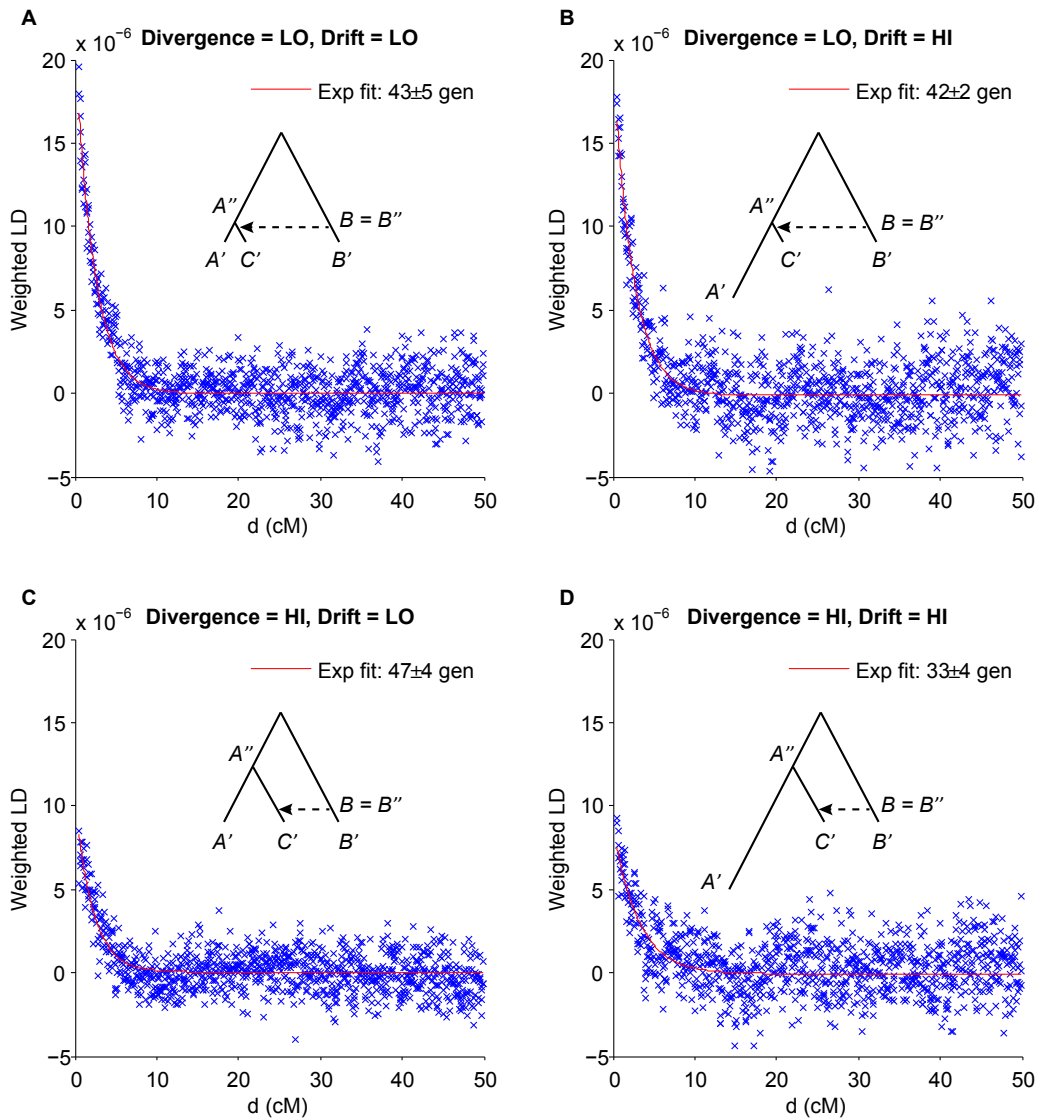 A
Divergence = LO, Drift = LO
x 10⁻⁶
20
15
10
5
0
−5
Weighted LD
Exp fit: 43±5 gen
A''
B = B''
A' C'
B'
0 10 20 30 40 50
d (cM)
B
Divergence = LO, Drift = HI
x 10⁻⁶
20
15
10
5
0
−5
Weighted LD
Exp fit: 42±2 gen
A''
B = B''
C'
B'
A'
0 10 20 30 40 50
d (cM)
C
Divergence = HI, Drift = LO
x 10⁻⁶
20
15
10
5
0
−5
Weighted LD
Exp fit: 47±4 gen
A''
B = B''
A' C' B'
0 10 20 30 40 50
d (cM)
D
Divergence = HI, Drift = HI
x 10⁻⁶
20
15
10
5
0
−5
Weighted LD
Exp fit: 33±4 gen
A''
B = B''
C' B'
A'
0 10 20 30 40 50
d (cM)